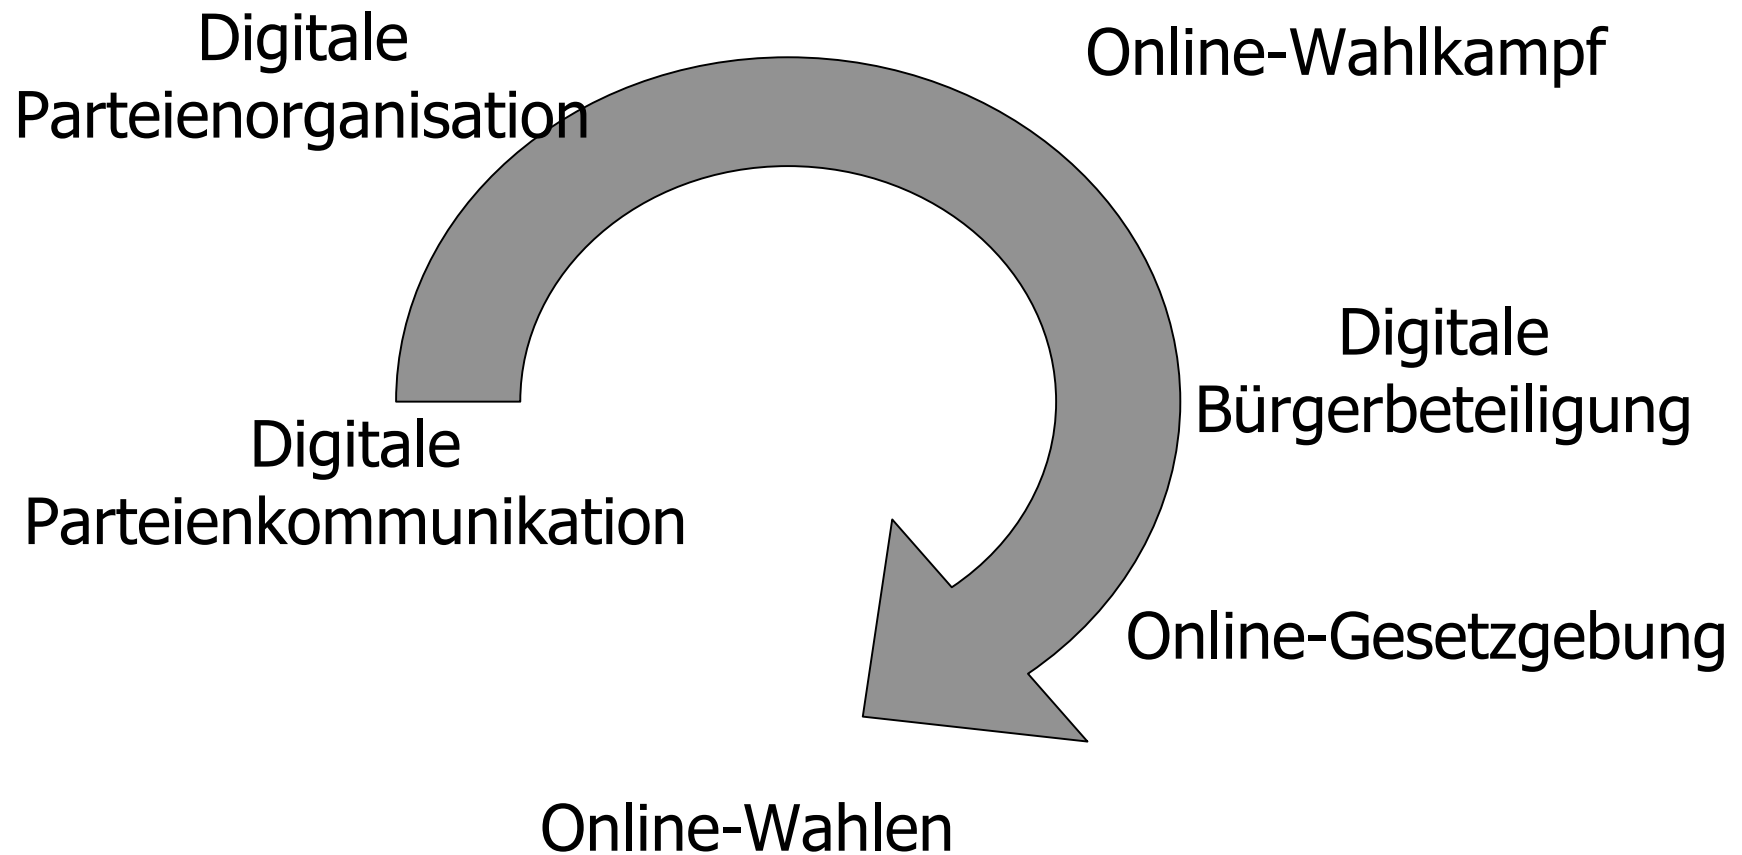 Digitale
Parteienorganisation
Online-Wahlkampf
Digitale
Bürgerbeteiligung
Digitale
Parteienkommunikation
Online-Gesetzgebung
Online-Wahlen